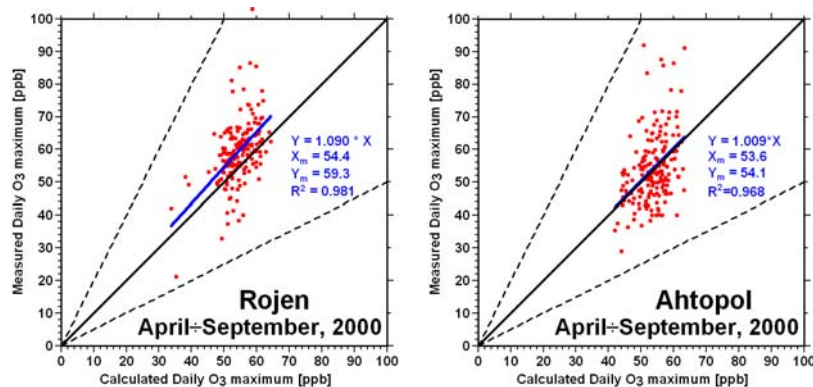 Measured Daily O3 maximum [ppb]
100
90
80
70
60
50
40
30
20
10
0
Y = 1.090 * X
Xm = 54.4
Ym = 59.3
R² = 0.981
Rojen
April÷September, 2000
0 10 20 30 40 50 60 70 80 90 100
Calculated Daily O3 maximum [ppb]
Measured Daily O3 maximum [ppb]
100
90
80
70
60
50
40
30
20
10
0
Y = 1.009*X
Xm = 53.6
Ym = 54.1
R²=0.968
Ahtopol
April÷September, 2000
0 10 20 30 40 50 60 70 80 90 100
Calculated Daily O3 maximum [ppb]